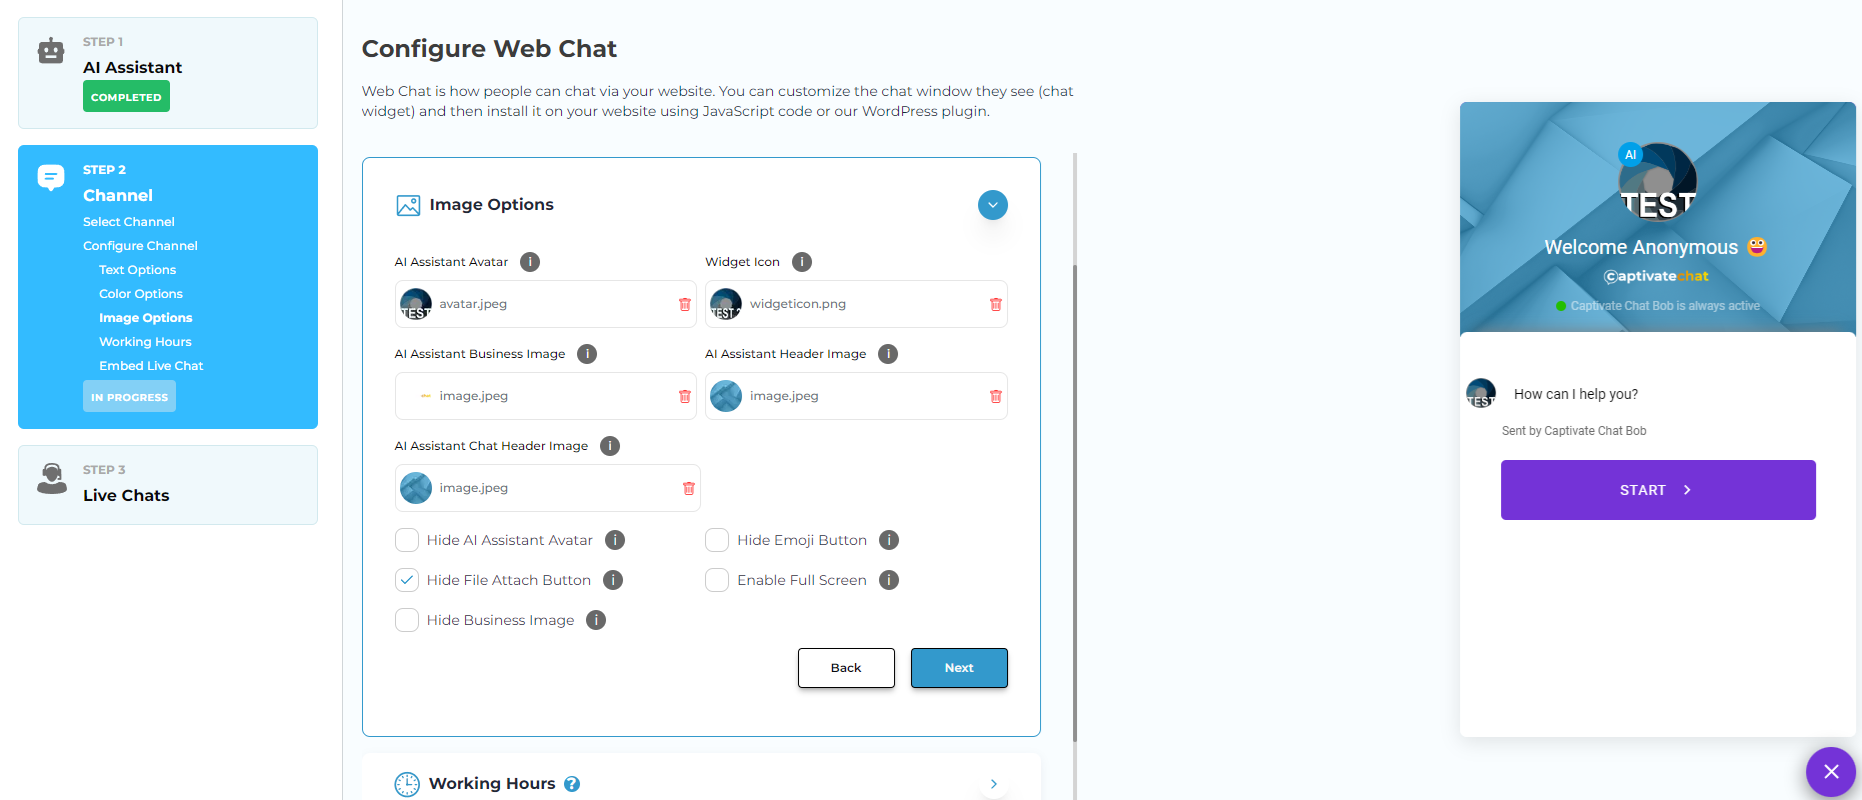 STEP 1
AI Assistant
COMPLETED
STEP 2
Channel
Select Channel
Configure Channel
Text Options
Color Options
Image Options
Working Hours
Embed Live Chat
IN PROGRESS
STEP 3
Live Chats
Configure Web Chat
Web Chat is how people can chat via your website. You can customize the chat window they see (chat
widget) and then install it on your website using JavaScript code or our WordPress plugin.
Image Options
AI Assistant Avatar i
Widget Icon i
TEST avatar.jpeg
TEST widgeticon.png
AI Assistant Business Image i
AI Assistant Header Image i
image.jpeg
image.jpeg
AI Assistant Chat Header Image i
image.jpeg
Hide AI Assistant Avatar i
Hide Emoji Button i
Hide File Attach Button i
Enable Full Screen i
Hide Business Image i
Back
Next
Working Hours ?
AI
TEST
Welcome Anonymous 😃
Captivatechat
Captivate Chat Bob is always active
TEST
How can I help you?
Sent by Captivate Chat Bob
START